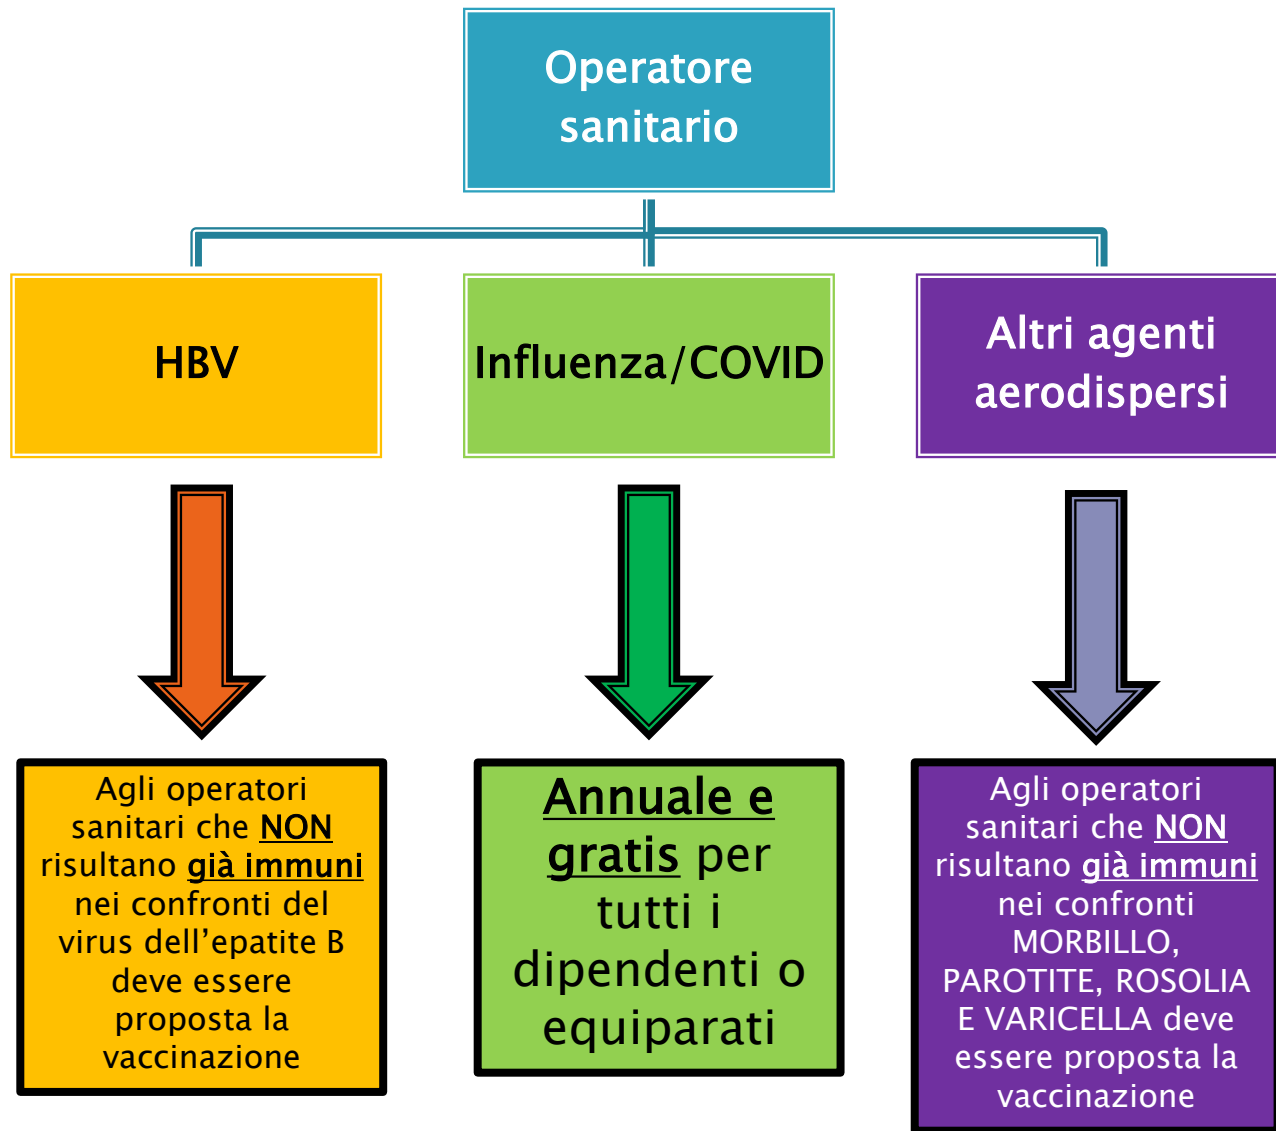 Operatore
sanitario
HBV
Influenza/COVID
Altri agenti
aerodispersi
Agli operatori
sanitari che NON
risultano già immuni
nei confronti del
virus dell’epatite B
deve essere
proposta la
vaccinazione
Annuale e
gratis per
tutti i
dipendenti o
equiparati
Agli operatori
sanitari che NON
risultano già immuni
nei confronti
MORBILLO,
PAROTITE, ROSOLIA
E VARICELLA deve
essere proposta la
vaccinazione